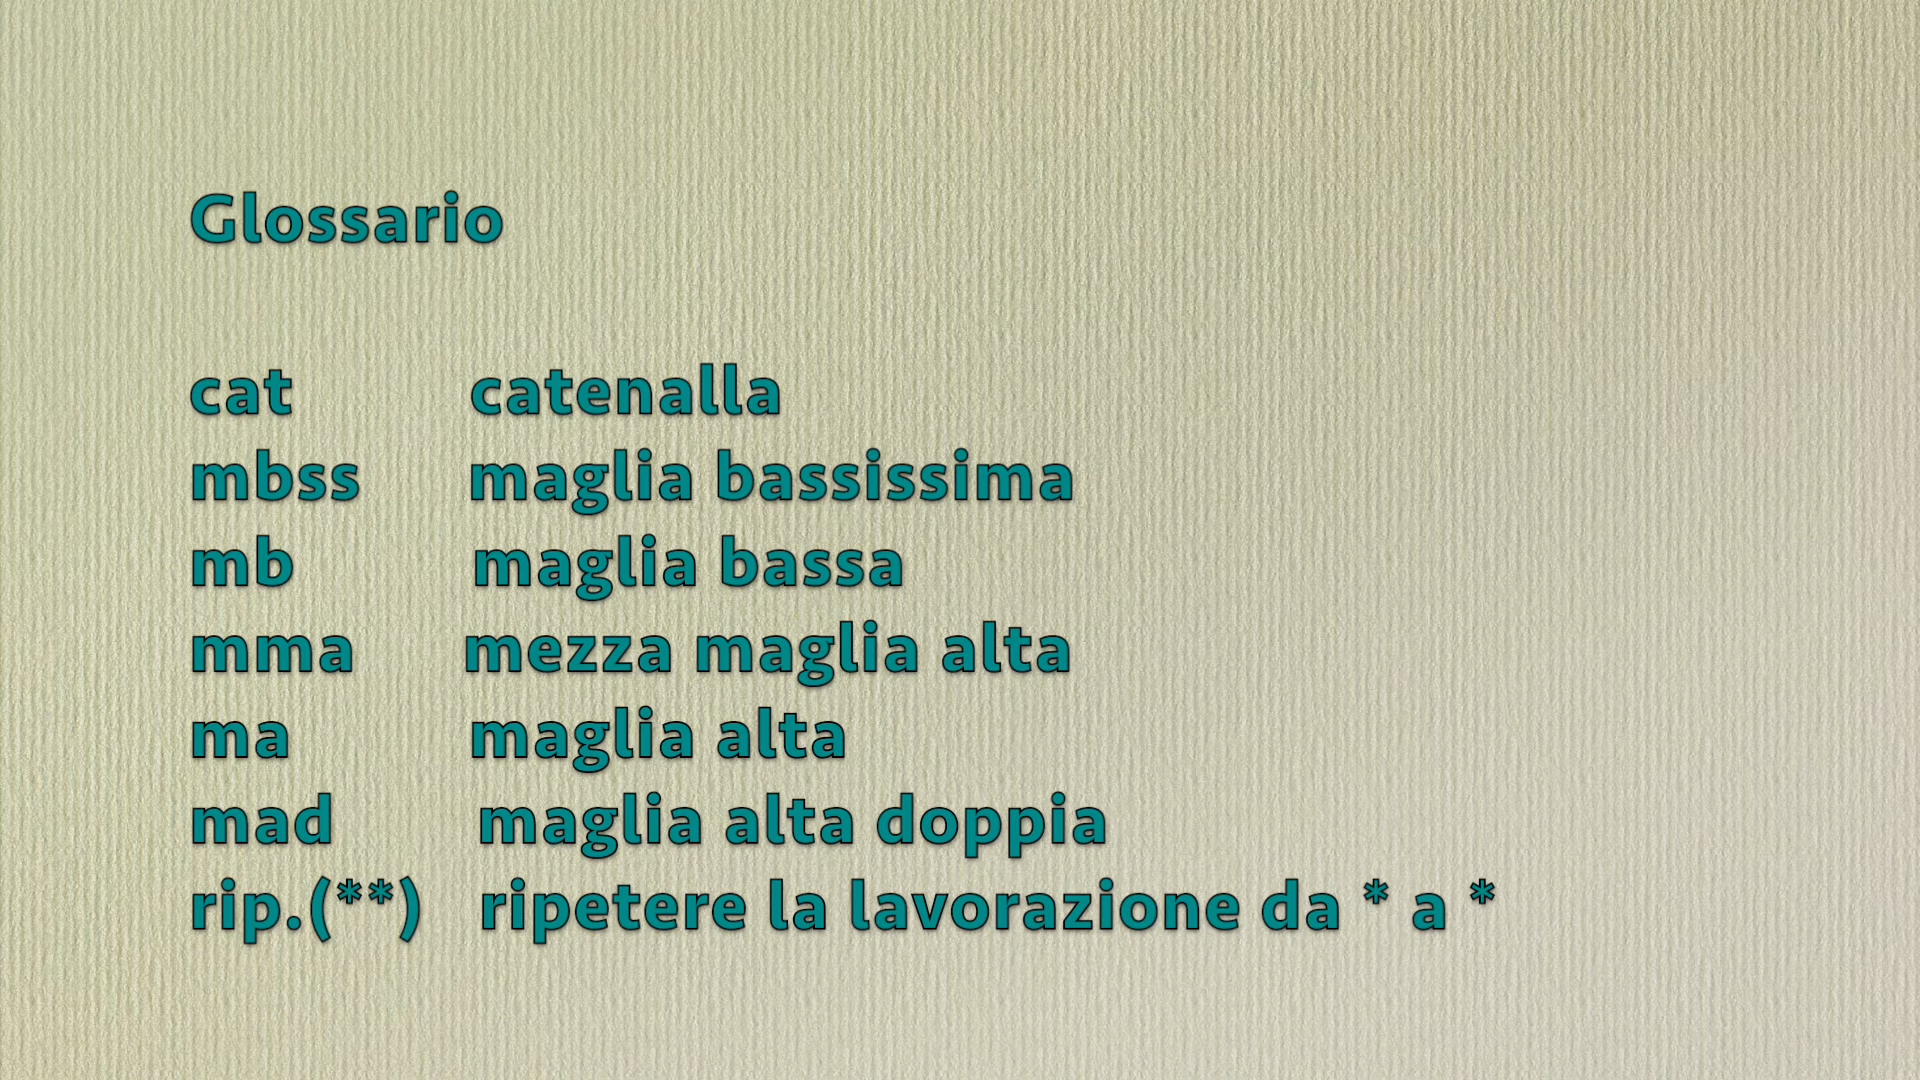 Glossario
cat catenalla
mbss maglia bassissima
mb maglia bassa
mma mezza maglia alta
ma maglia alta
mad maglia alta doppia
rip.(**) ripetere la lavorazione da * a *